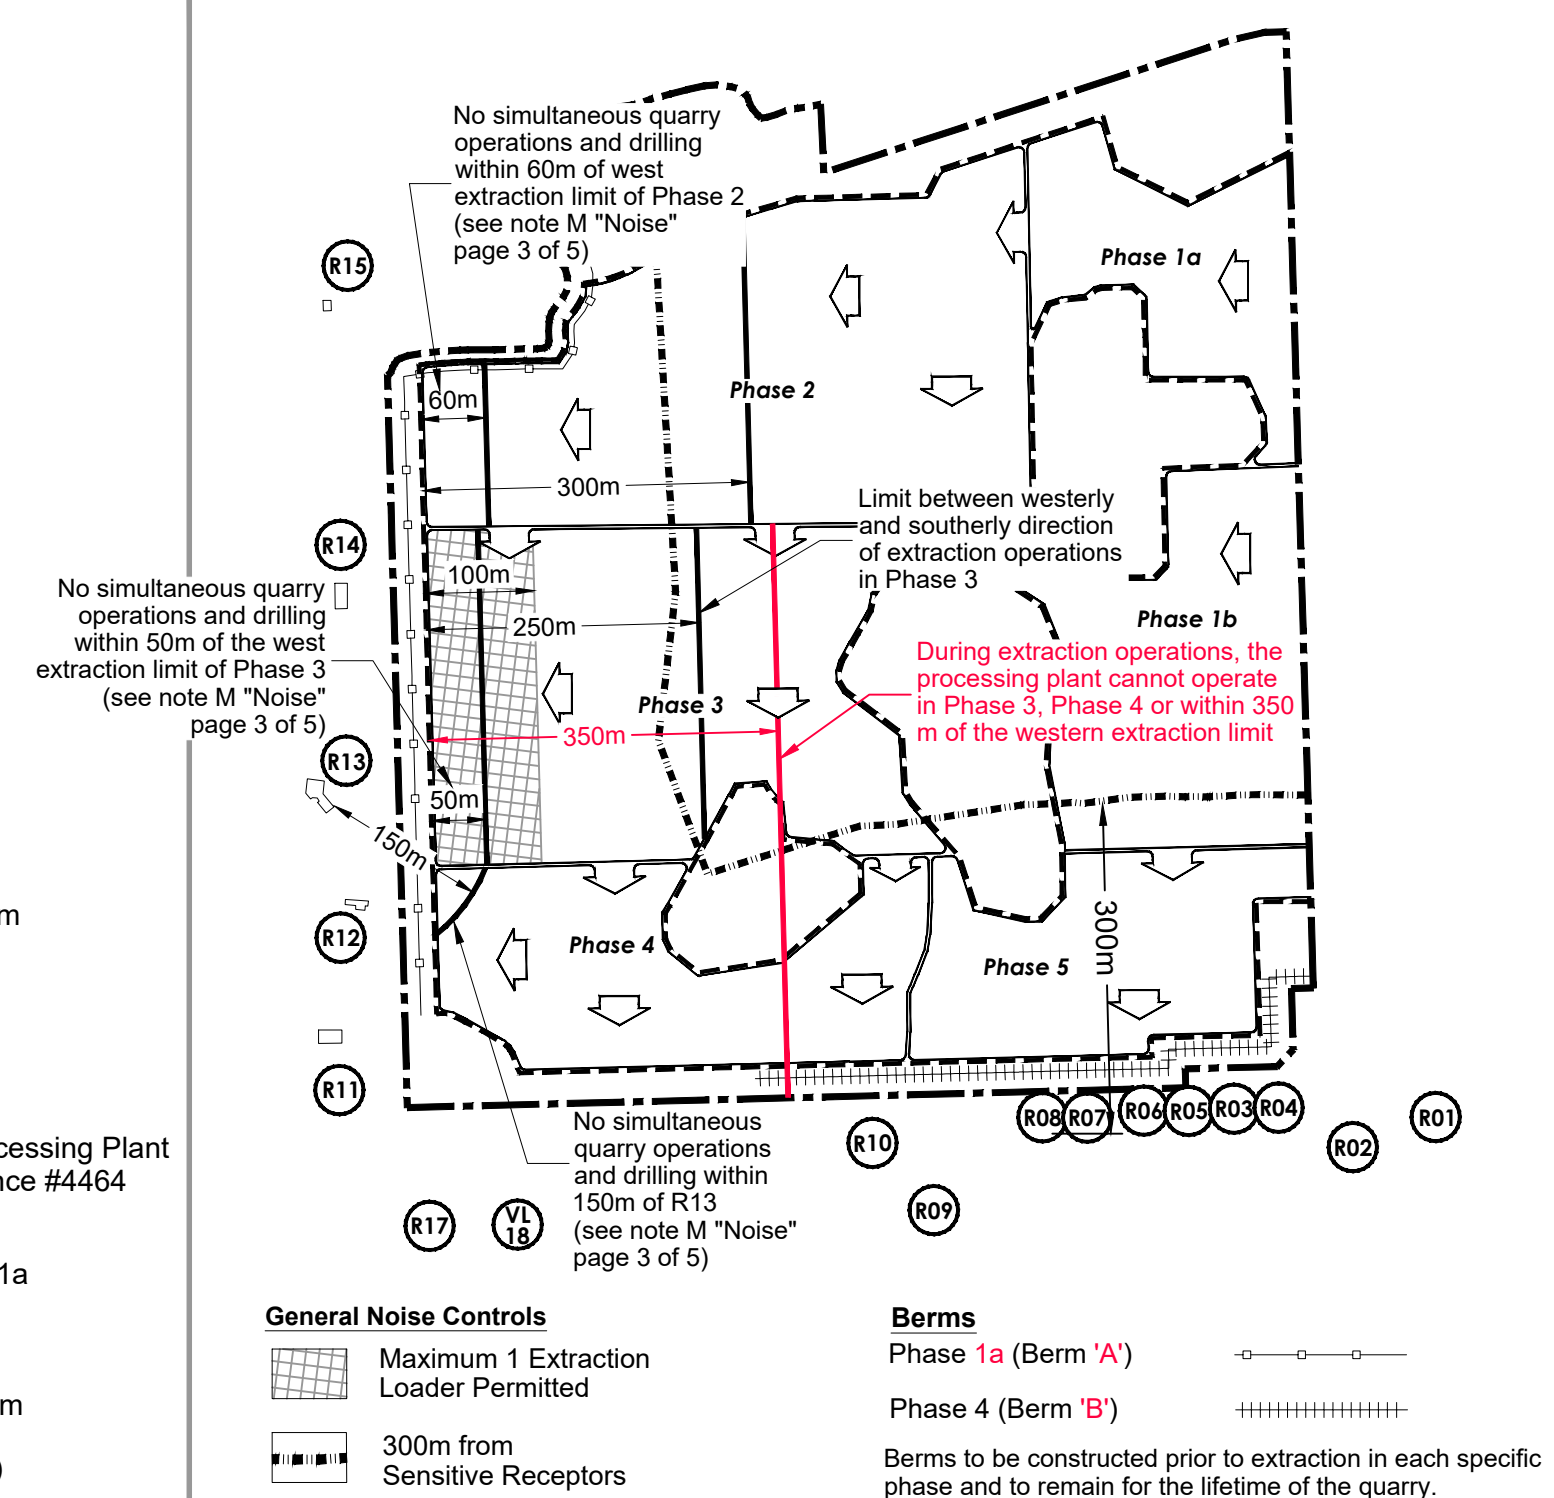 No simultaneous quarry
operations and drilling
within 60m of west
extraction limit of Phase 2
(see note M "Noise"
page 3 of 5)
R15
Phase 1a
Phase 2
60m
300m
Limit between westerly
and southerly direction
of extraction operations
in Phase 3
R14
100m
No simultaneous quarry
operations and drilling
within 50m of the west
extraction limit of Phase 3
(see note M "Noise"
page 3 of 5)
250m
Phase 1b
During extraction operations, the
processing plant cannot operate
in Phase 3, Phase 4 or within 350
m of the western extraction limit
Phase 3
350m
R13
50m
150m
m
R12
Phase 4
Phase 5
300m
R11
R08
R07
R06
R05
R03
R04
R01
R02
R10
R09
No simultaneous
quarry operations
and drilling within
150m of R13
(see note M "Noise"
page 3 of 5)
cessing Plant
nce #4464
R17
VL
18
1a
General Noise Controls
Maximum 1 Extraction
Loader Permitted
300m from
Sensitive Receptors
m
)
Berms
Phase 1a (Berm 'A')
Phase 4 (Berm 'B')
Berms to be constructed prior to extraction in each specific
phase and to remain for the lifetime of the quarry.